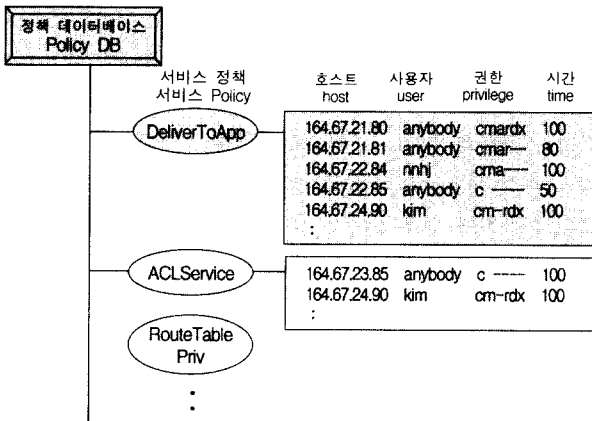 정책 데이터베이스
Policy DB
서비스 정책
서비스 Policy
호스트 사용자 권한 시간
host user privilege time
DeliverToApp
164.67.21.80 anybody cmardx 100
164.67.21.81 anybody cmar── 80
164.67.22.84 nnhj cma── 100
164.67.22.85 anybody c ── 50
164.67.24.90 kim cm-rdx 100
:
ACLService
164.67.23.85 anybody c ---- 100
164.67.24.90 kim cm-rdx 100
:
RouteTable
Priv
: